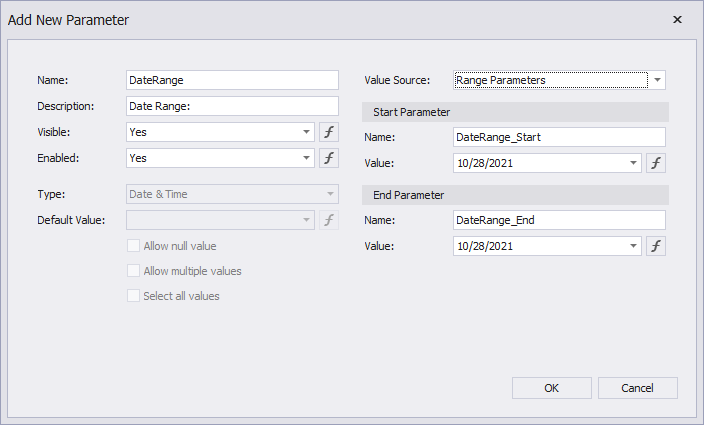 Add New Parameter
Name: DateRange
Description: Date Range:
Visible: Yes
Enabled: Yes
Type: Date & Time
Default Value:
Allow null value
Allow multiple values
Select all values
Value Source: Range Parameters
Start Parameter
Name: DateRange_Start
Value: 10/28/2021
End Parameter
Name: DateRange_End
Value: 10/28/2021
OK Cancel